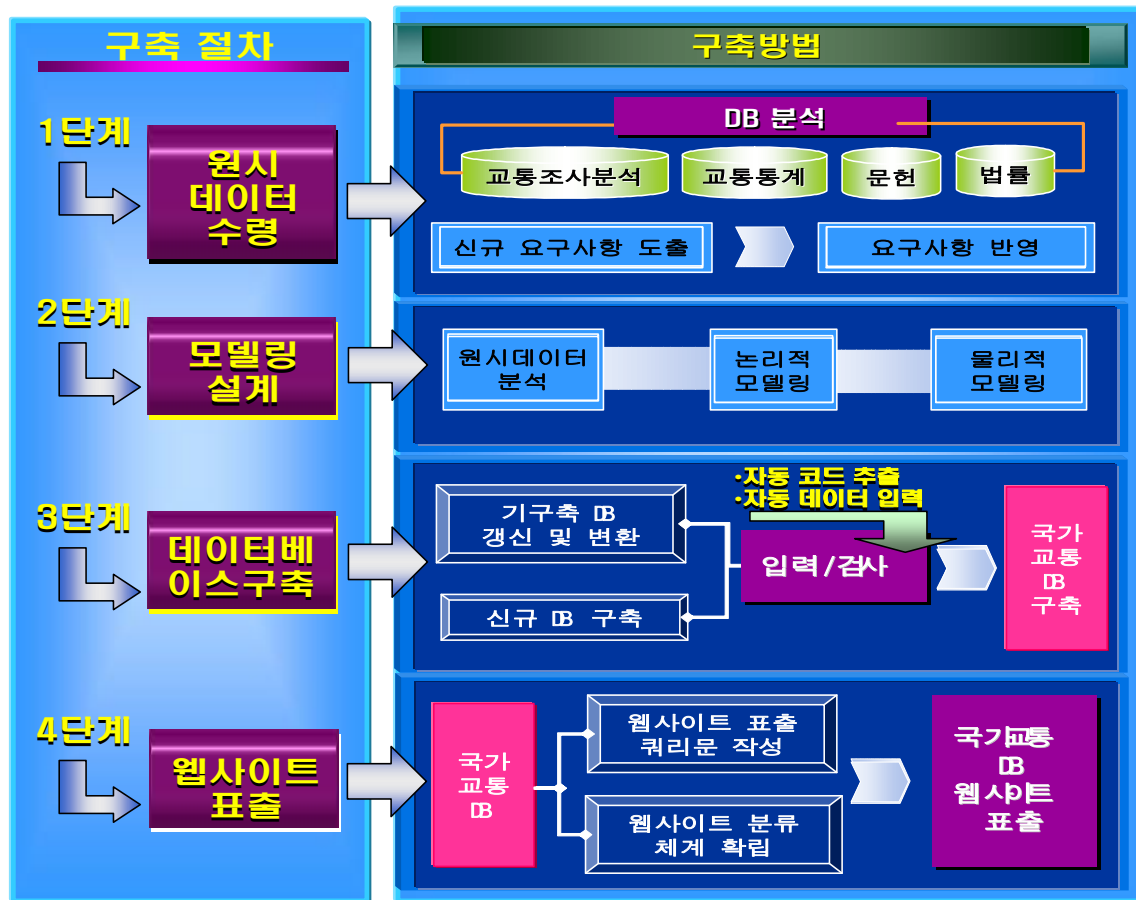 구축 절차
구축방법
1단계
원시
데이터
수령
DB 분석
교통조사분석
교통통계
문헌
법률
신규 요구사항 도출
요구사항 반영
2단계
모델링
설계
원시데이터
분석
논리적
모델링
물리적
모델링
3단계
데이터베
이스구축
기구축 DB
갱신 및 변환
신규 DB 구축
·자동 코드 추출
·자동 데이터 입력
입력/검사
국가
교통
DB
구축
4단계
웹사이트
표출
국가
교통
DB
웹사이트 표출
쿼리문 작성
웹사이트 분류
체계 확립
국가교통
DB
웹사이트
표출